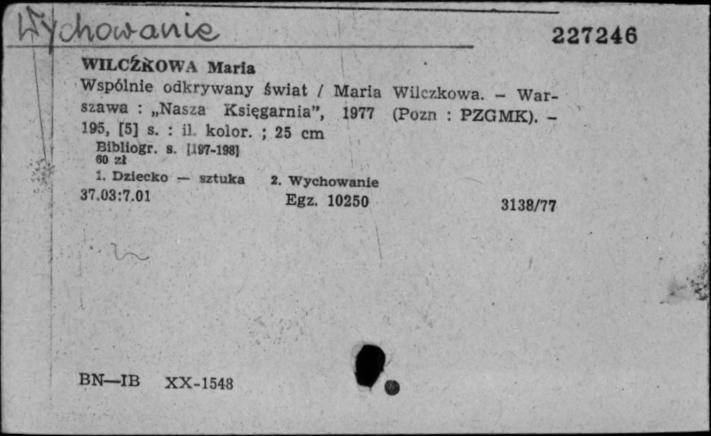 Wychowanie
227246
WILCŻKOWA Maria
Wspólnie odkrywany świat / Maria Wilczkowa. – War-
szawa : „Nasza Księgarnia”, 1977 (Pozn : PZGMK). –
195, [5] s. : il. kolor. ; 25 cm
Bibliogr. s. [197-198]
60 zł
1. Dziecko — sztuka 2. Wychowanie
37.03:7.01 Egz. 10250 3138/77
BN—IB XX-1548